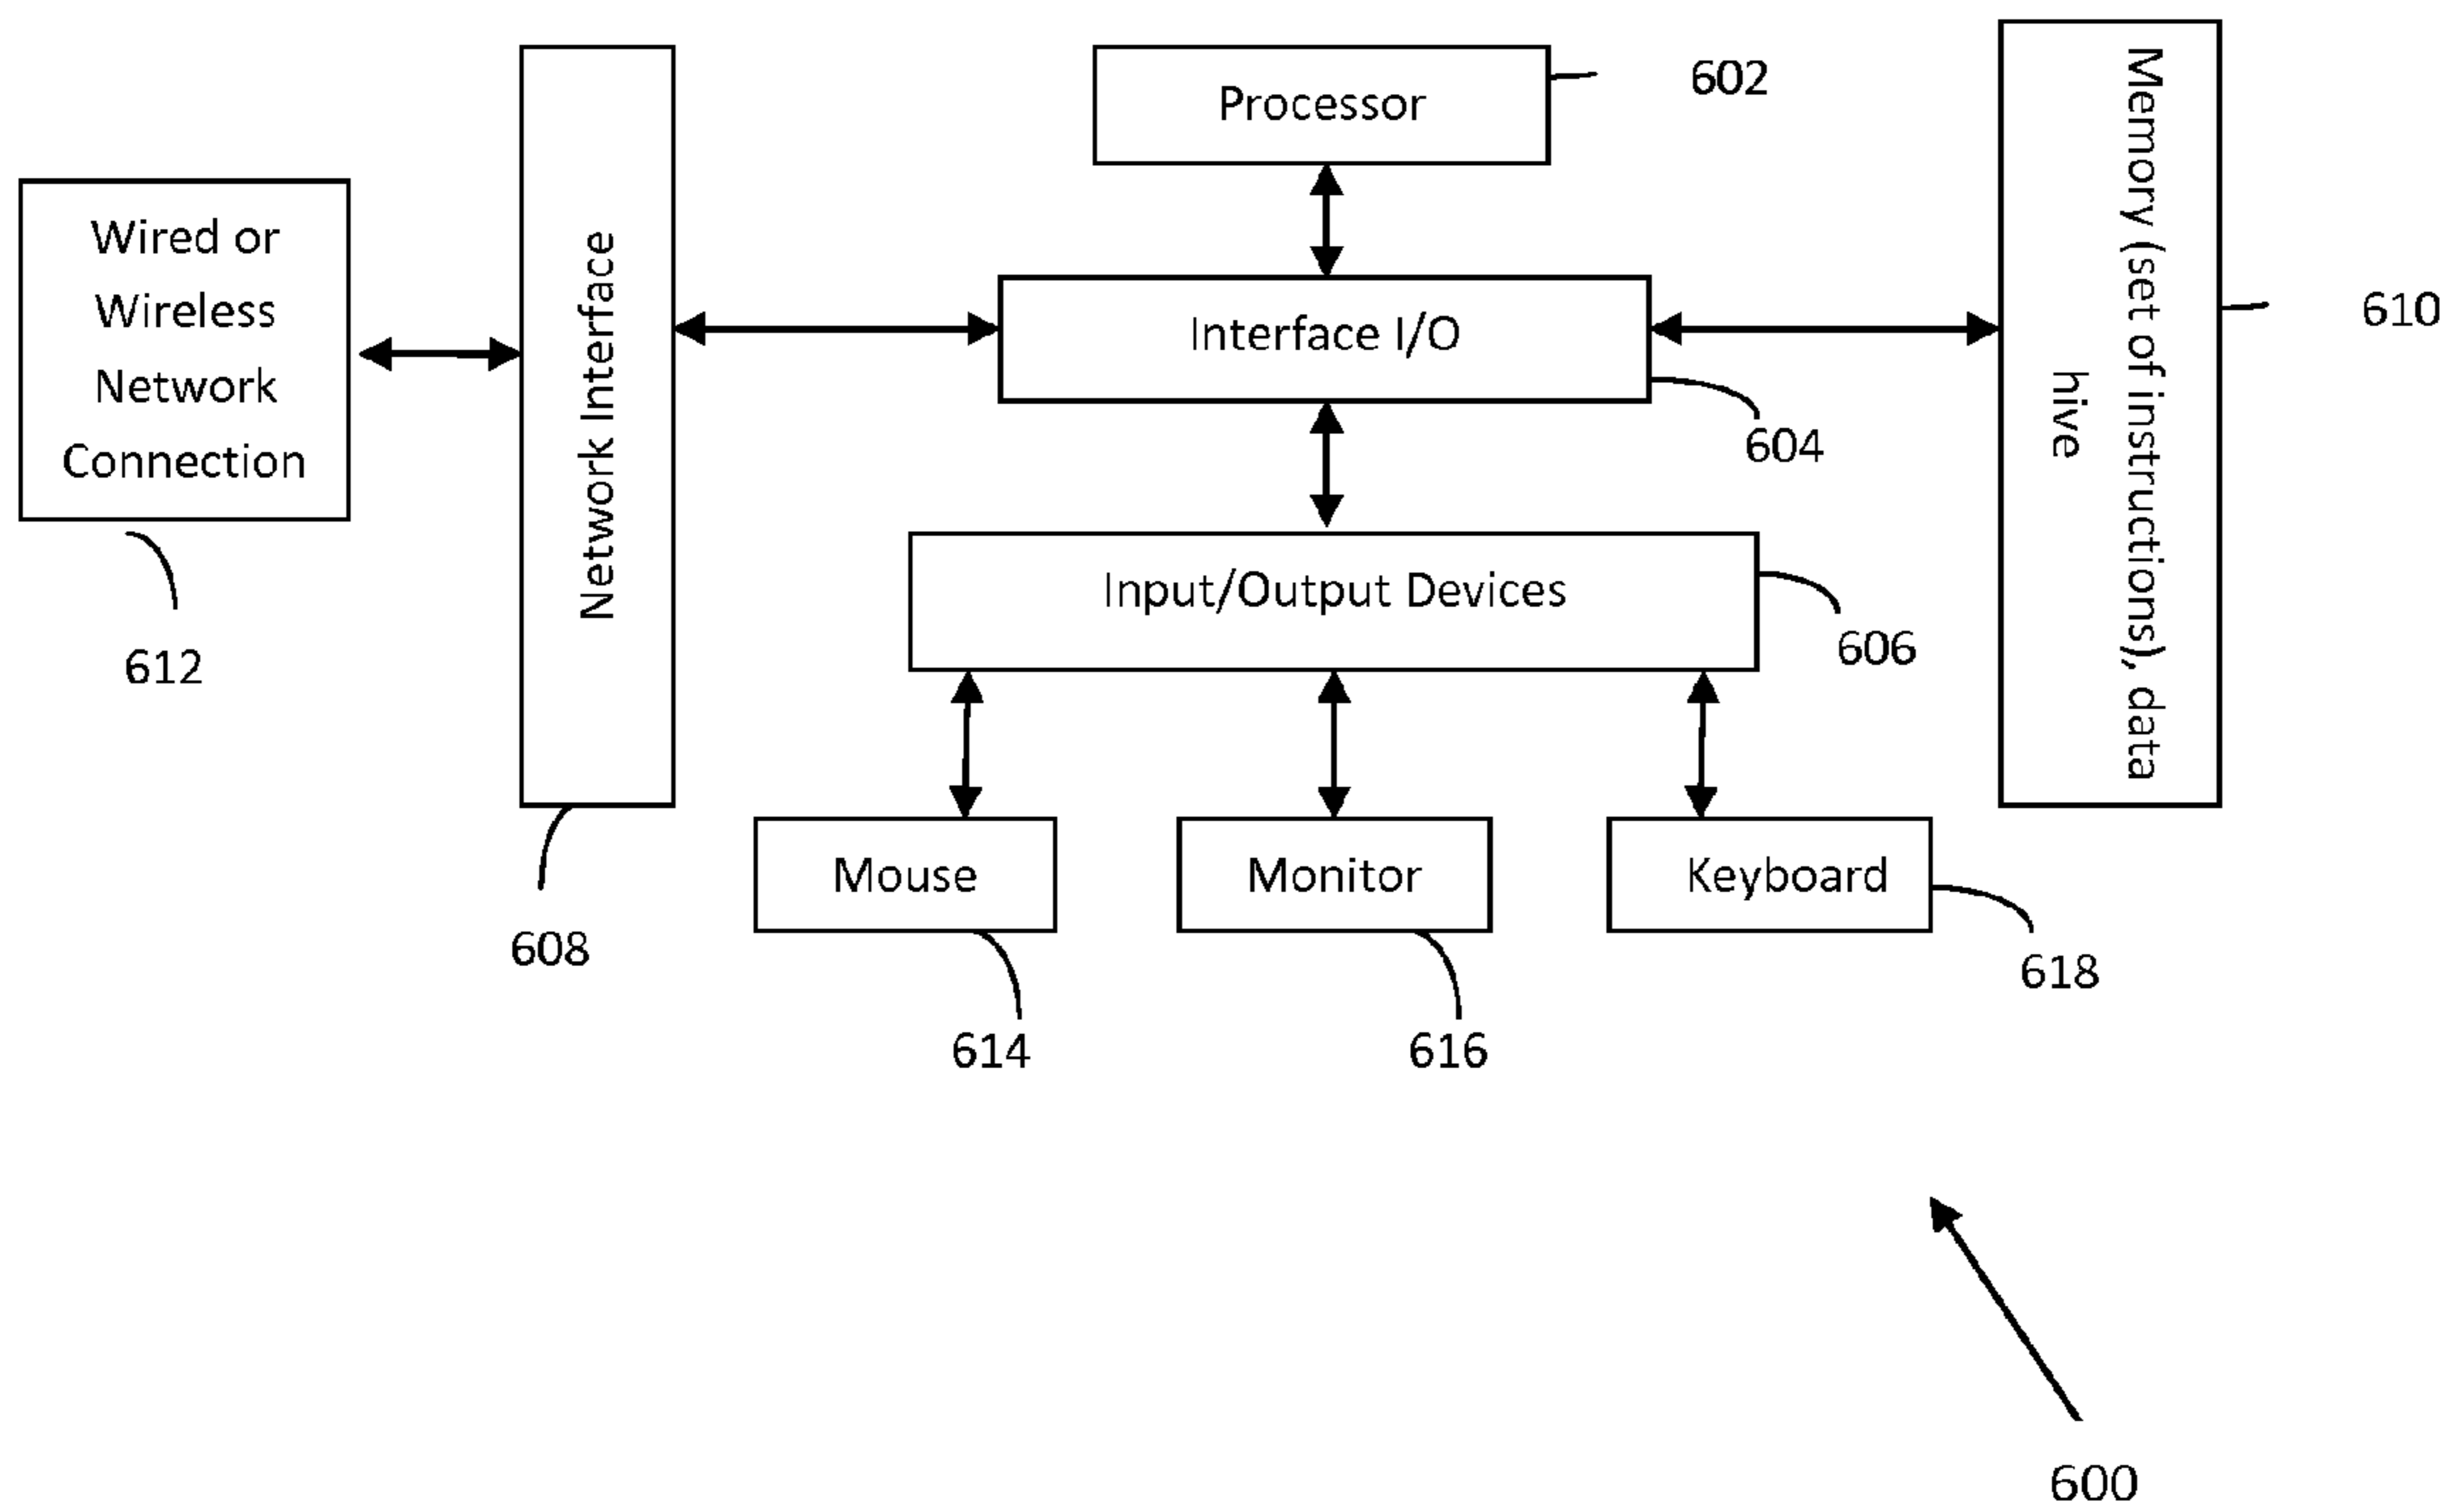 Processor
602
Wired or
Wireless
Network
Connection
612
Network Interface
608
Interface I/O
604
Memory (set of instructions), data
hive
610
Input/Output Devices
606
Mouse
614
Monitor
616
Keyboard
618
600